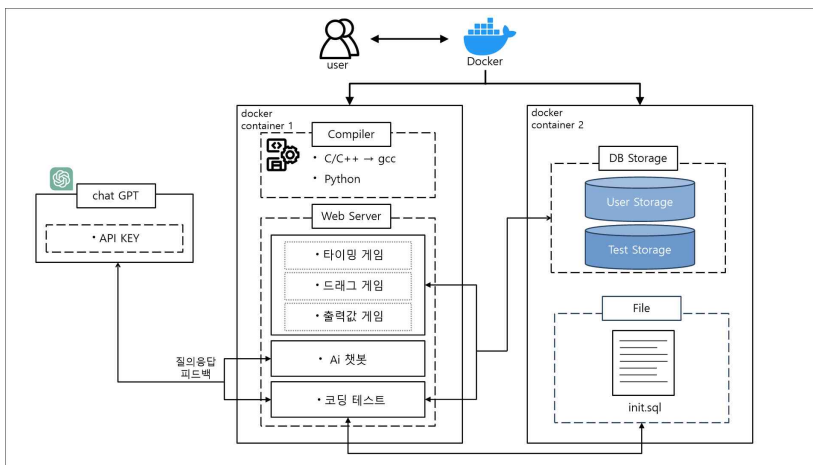 user
Docker
docker
container 1
Compiler
• C/C++ → gcc
• Python
Web Server
• 타이밍 게임
• 드래그 게임
• 출력값 게임
• Ai 챗봇
• 코딩 테스트
chat GPT
• API KEY
질의응답
피드백
docker
container 2
DB Storage
User Storage
Test Storage
File
init.sql